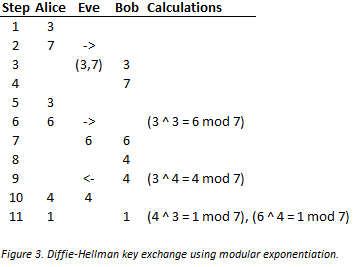 Step Alice Eve Bob Calculations
1 3
2 7 ->
3 (3,7) 3
4 7
5 3
6 6 -> (3 ^ 3 = 6 mod 7)
7 6 6
8 4
9 <- 4 (3 ^ 4 = 4 mod 7)
10 4 4
11 1 1 (4 ^ 3 = 1 mod 7), (6 ^ 4 = 1 mod 7)
Figure 3. Diffie-Hellman key exchange using modular exponentiation.